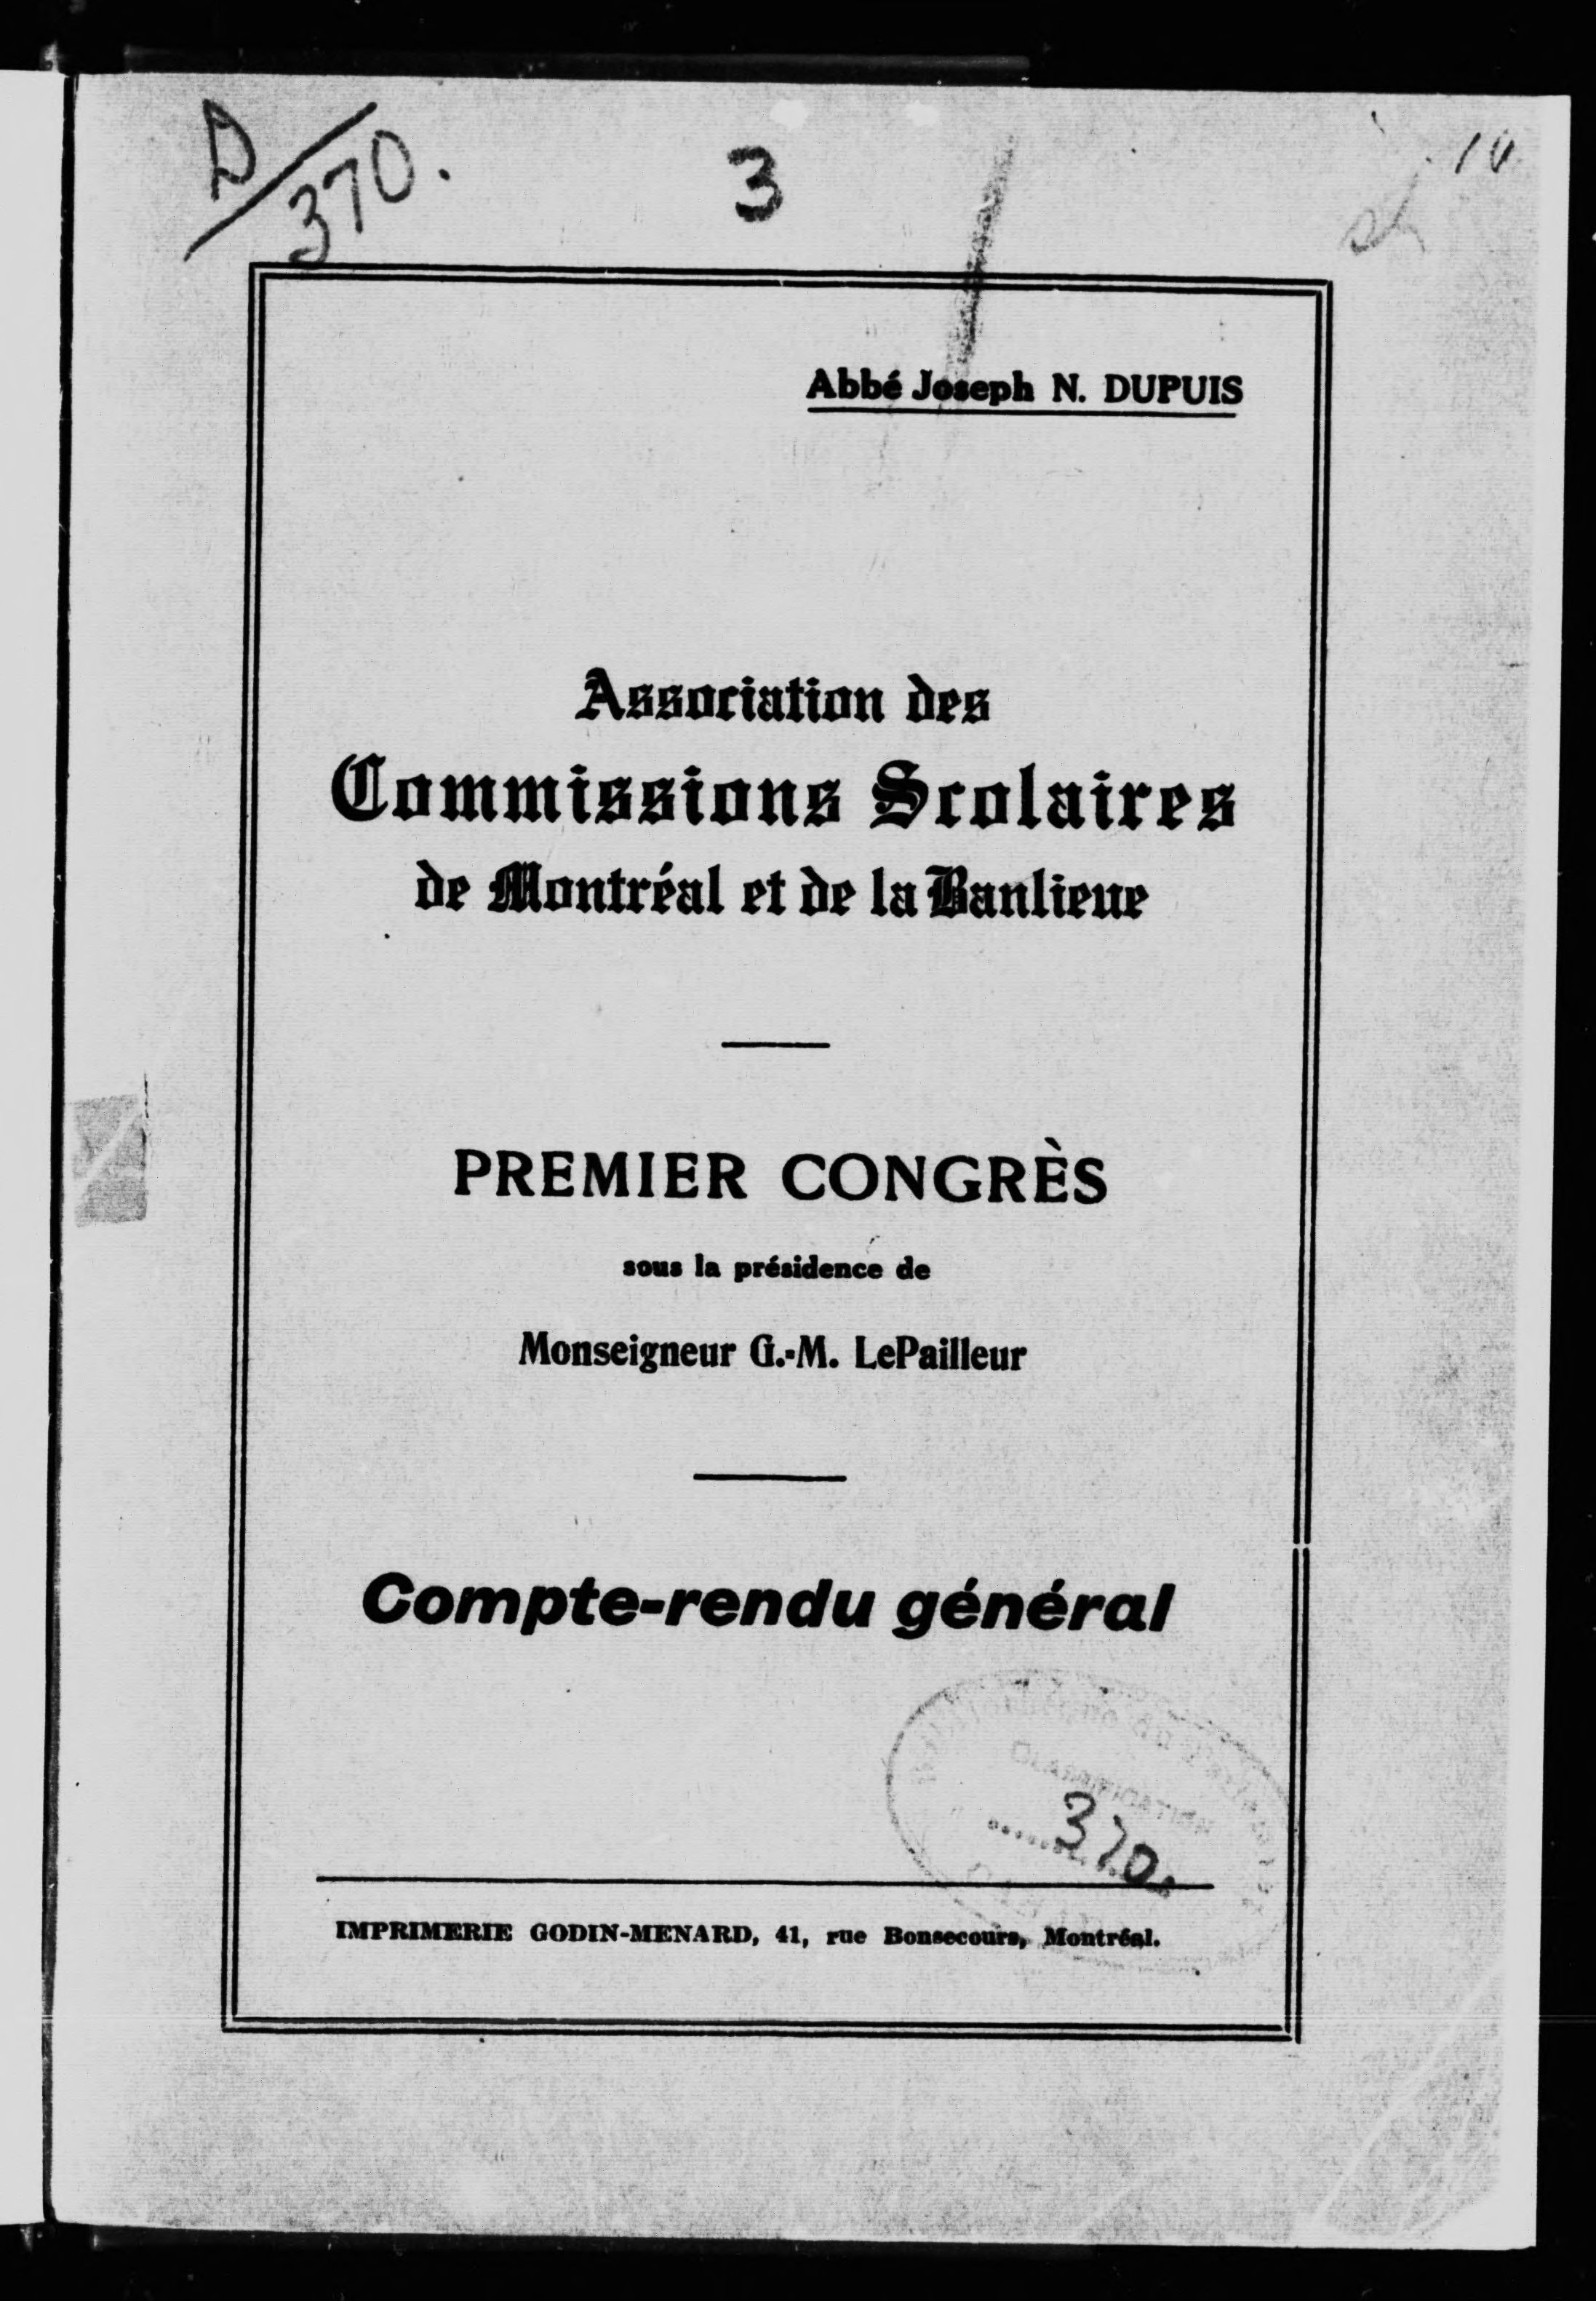 D/370.
3
Abbé Joseph N. DUPUIS
Association des
Commissions Scolaires
de Montréal et de la Banlieue
PREMIER CONGRÈS
sous la présidence de
Monseigneur G.-M. LePailleur
Compte-rendu général
370.
IMPRIMERIE GODIN-MENARD, 41, rue Bonsecours, Montréal.